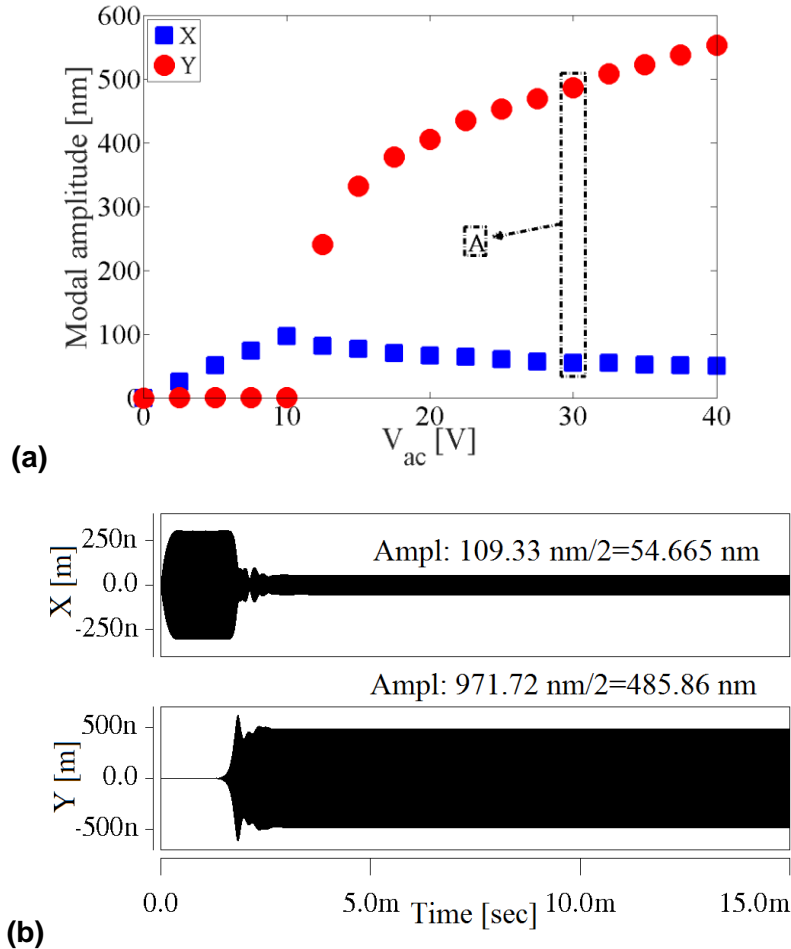 600
X
Y
500
400
300
A
200
100
0
Modal amplitude [nm]
0 10 20 30 40
V_ac [V]
(a)
250n
0.0
-250n
X [m]
Ampl: 109.33 nm/2=54.665 nm
Ampl: 971.72 nm/2=485.86 nm
500n
0.0
-500n
Y [m]
0.0 5.0m 10.0m 15.0m
Time [sec]
(b)